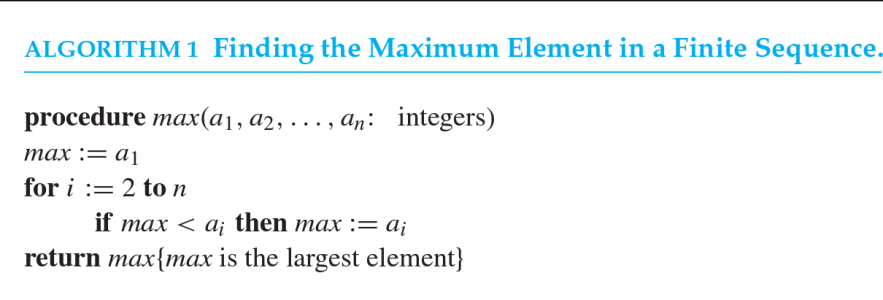 ALGORITHM 1 Finding the Maximum Element in a Finite Sequence.
procedure max(a₁, a₂, . . . , aₙ: integers)
max := a₁
for i := 2 to n
if max < aᵢ then max := aᵢ
return max{max is the largest element}